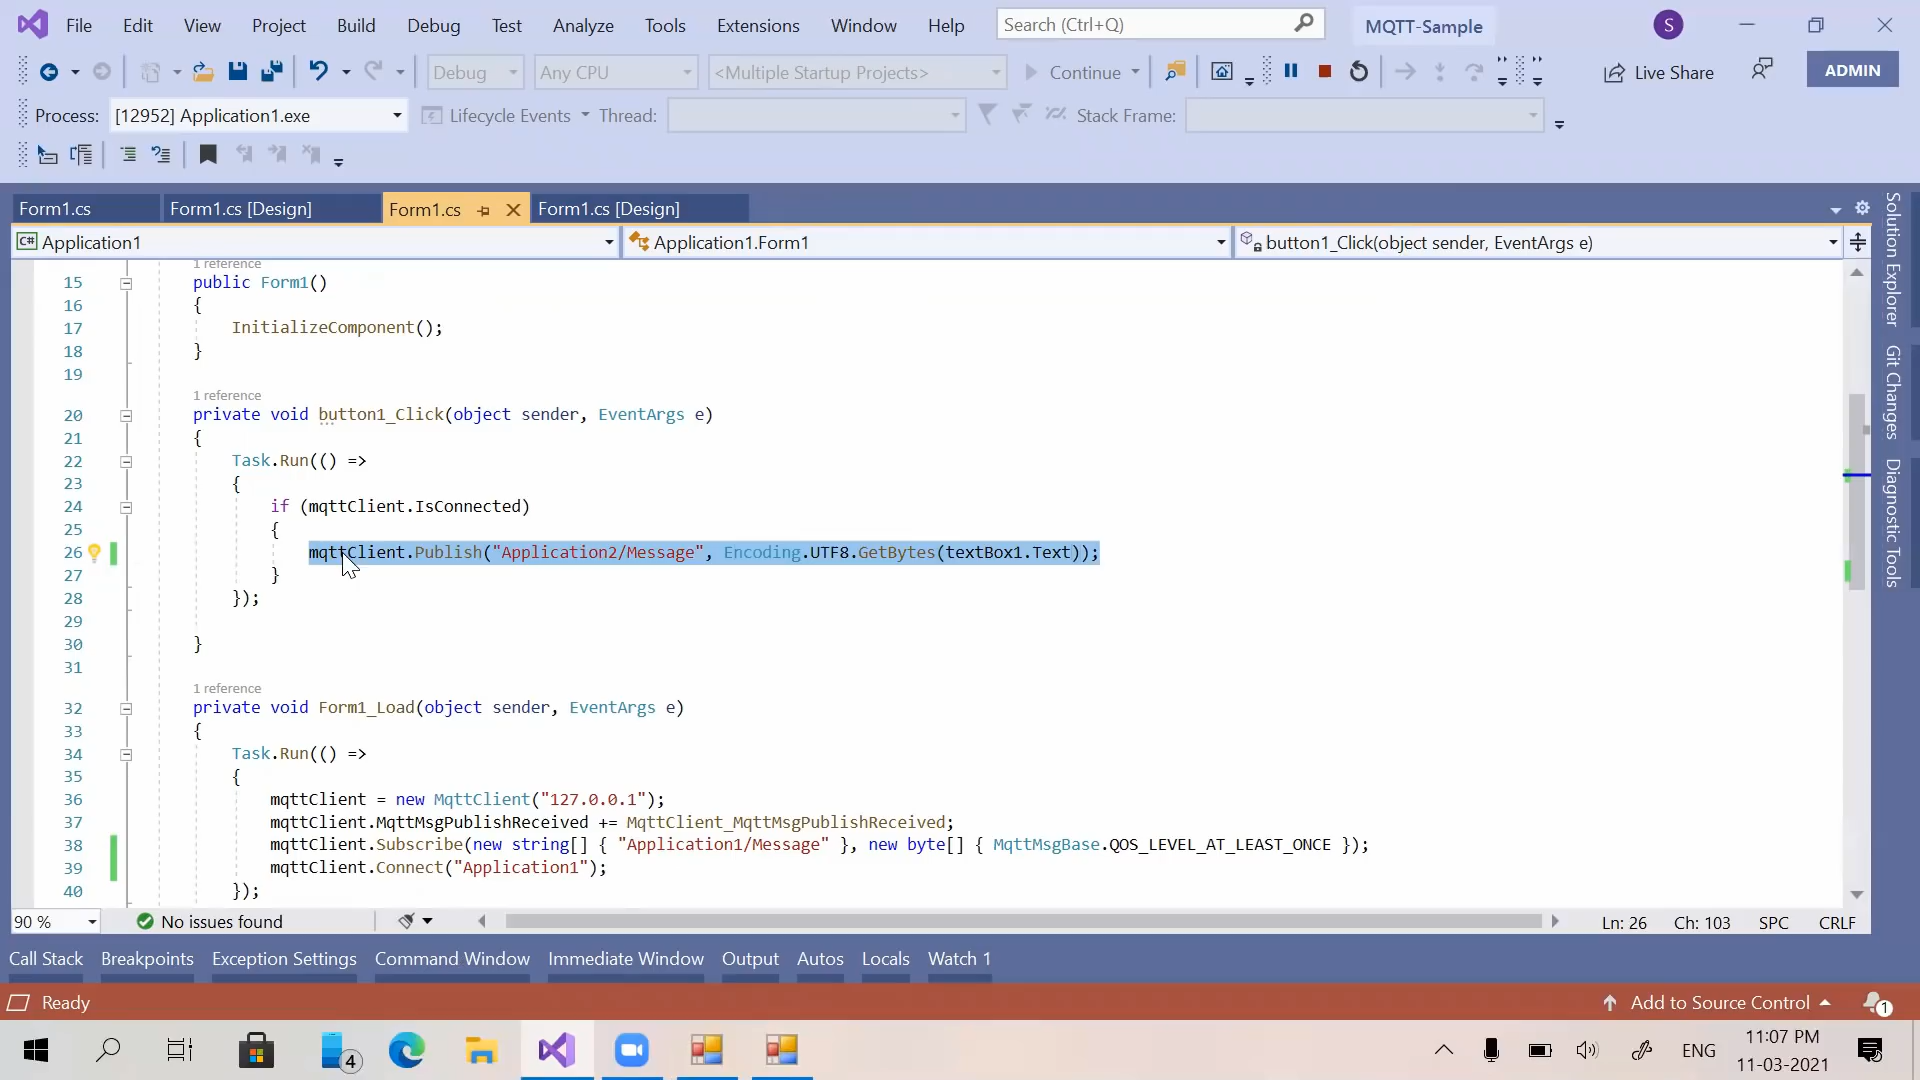 File Edit View Project Build Debug Test Analyze Tools Extensions Window Help Search (Ctrl+Q) MQTT-Sample S
Debug Any CPU <Multiple Startup Projects> Continue Live Share ADMIN
Process: [12952] Application1.exe Lifecycle Events Thread: Stack Frame:
Form1.cs Form1.cs [Design] Form1.cs Form1.cs [Design]
C# Application1 Application1.Form1 button1_Click(object sender, EventArgs e)
1 reference
15 public Form1()
16 {
17 InitializeComponent();
18 }
19
1 reference
20 private void button1_Click(object sender, EventArgs e)
21 {
22 Task.Run(() =>
23 {
24 if (mqttClient.IsConnected)
25 {
26 mqttClient.Publish("Application2/Message", Encoding.UTF8.GetBytes(textBox1.Text));
27 }
28 });
29
30 }
31
1 reference
32 private void Form1_Load(object sender, EventArgs e)
33 {
34 Task.Run(() =>
35 {
36 mqttClient = new MqttClient("127.0.0.1");
37 mqttClient.MqttMsgPublishReceived += MqttClient_MqttMsgPublishReceived;
38 mqttClient.Subscribe(new string[] { "Application1/Message" }, new byte[] { MqttMsgBase.QOS_LEVEL_AT_LEAST_ONCE });
39 mqttClient.Connect("Application1");
40 });
Solution Explorer
Git Changes
Diagnostic Tools
90 % No issues found Ln: 26 Ch: 103 SPC CRLF
Call Stack Breakpoints Exception Settings Command Window Immediate Window Output Autos Locals Watch 1
Ready Add to Source Control 1
4 ENG 11:07 PM
11-03-2021